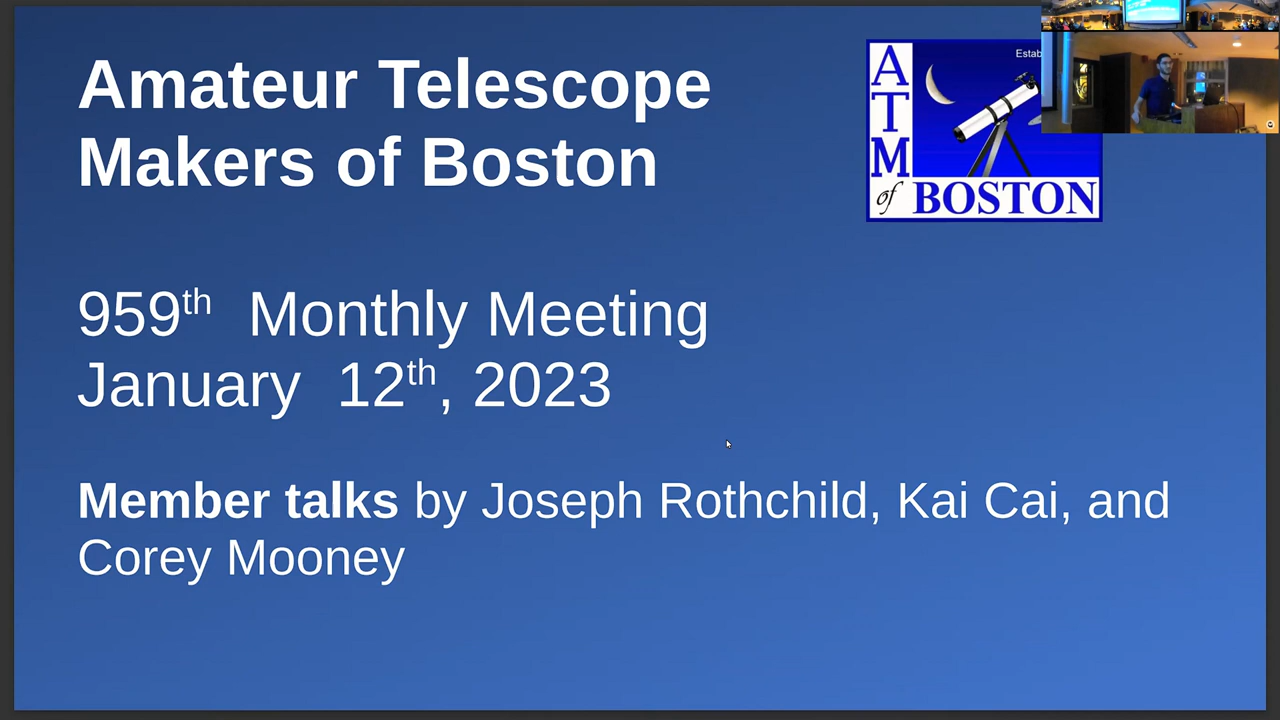 Amateur Telescope
Makers of Boston
959th Monthly Meeting
January 12th, 2023
Member talks by Joseph Rothchild, Kai Cai, and
Corey Mooney
ATM
of BOSTON